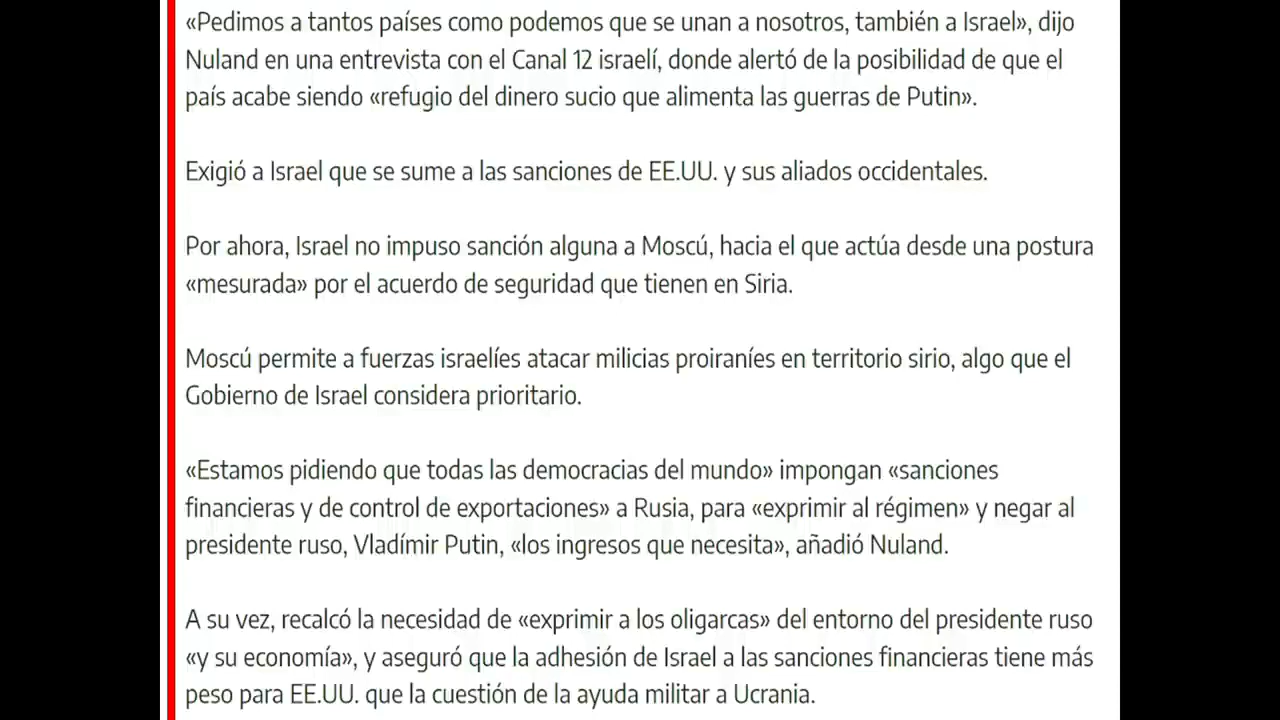 «Pedimos a tantos países como podemos que se unan a nosotros, también a Israel», dijo
Nuland en una entrevista con el Canal 12 israelí, donde alertó de la posibilidad de que el
país acabe siendo «refugio del dinero sucio que alimenta las guerras de Putin».
Exigió a Israel que se sume a las sanciones de EE.UU. y sus aliados occidentales.
Por ahora, Israel no impuso sanción alguna a Moscú, hacia el que actúa desde una postura
«mesurada» por el acuerdo de seguridad que tienen en Siria.
Moscú permite a fuerzas israelíes atacar milicias proiraníes en territorio sirio, algo que el
Gobierno de Israel considera prioritario.
«Estamos pidiendo que todas las democracias del mundo» impongan «sanciones
financieras y de control de exportaciones» a Rusia, para «exprimir al régimen» y negar al
presidente ruso, Vladímir Putin, «los ingresos que necesita», añadió Nuland.
A su vez, recalcó la necesidad de «exprimir a los oligarcas» del entorno del presidente ruso
«y su economía», y aseguró que la adhesión de Israel a las sanciones financieras tiene más
peso para EE.UU. que la cuestión de la ayuda militar a Ucrania.